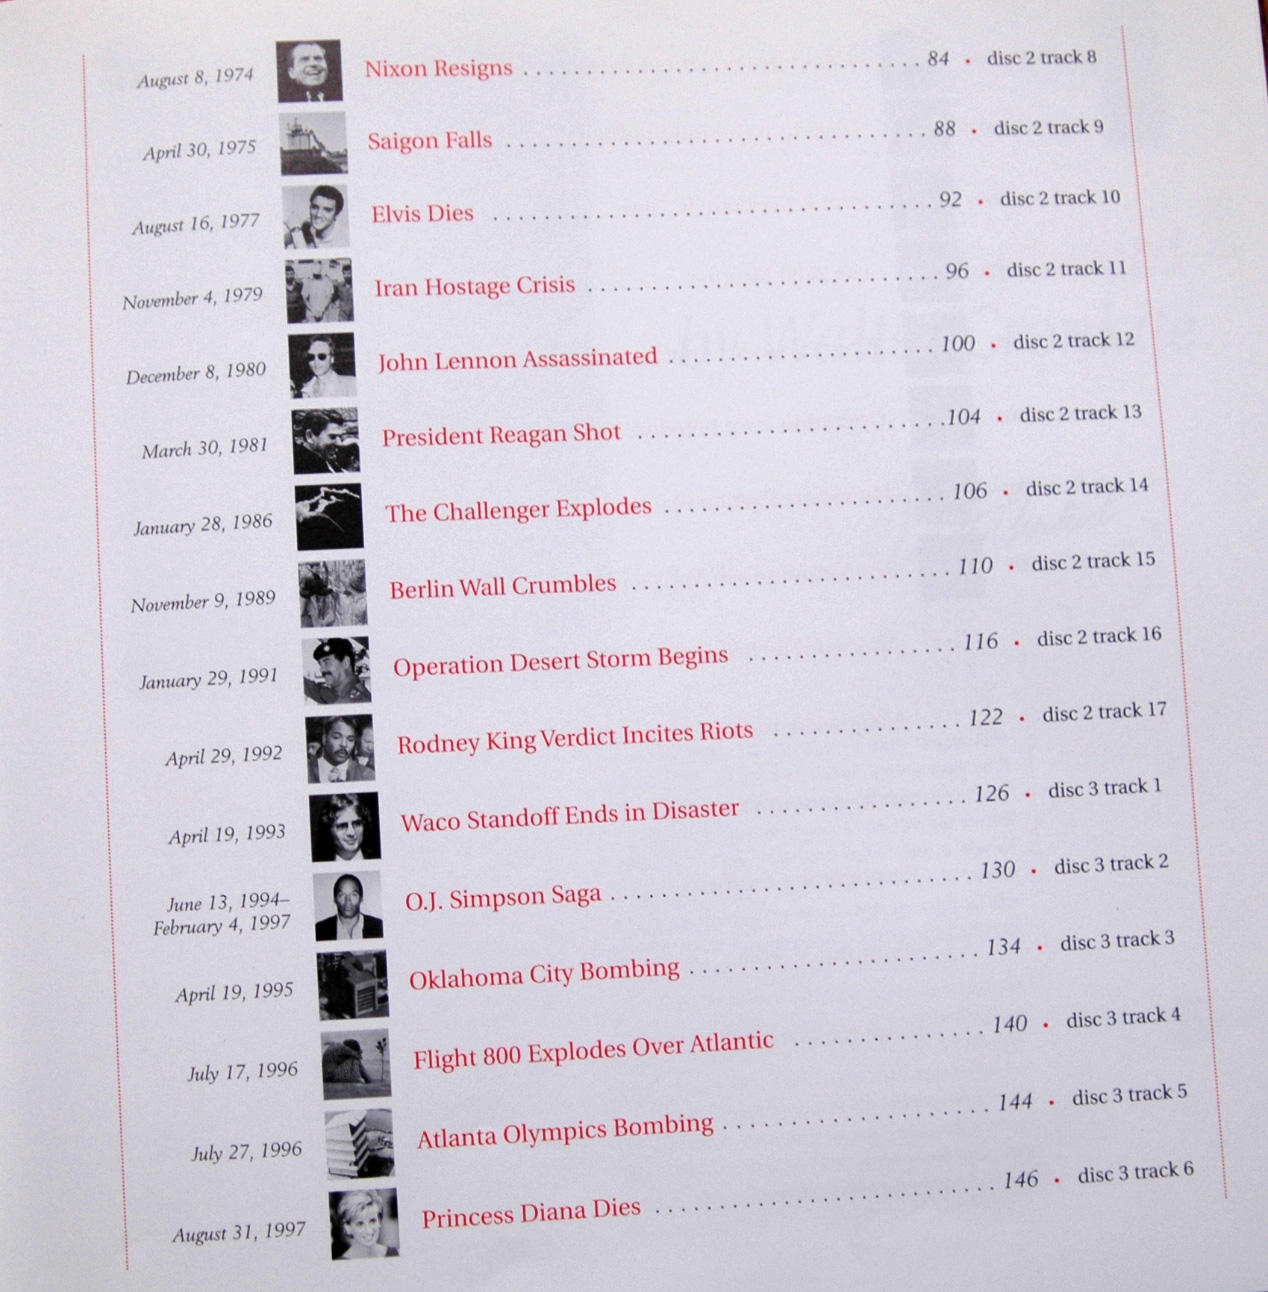 August 8, 1974 Nixon Resigns . . . . . . . . . . . . . . . . . . . . . . . . . . . . . . . 84 • disc 2 track 8
April 30, 1975 Saigon Falls . . . . . . . . . . . . . . . . . . . . . . . . . . . . . . . . 88 • disc 2 track 9
August 16, 1977 Elvis Dies . . . . . . . . . . . . . . . . . . . . . . . . . . . . . . . . . . 92 • disc 2 track 10
November 4, 1979 Iran Hostage Crisis . . . . . . . . . . . . . . . . . . . . . . . . . . . 96 • disc 2 track 11
December 8, 1980 John Lennon Assassinated . . . . . . . . . . . . . . . . . . . . . 100 • disc 2 track 12
March 30, 1981 President Reagan Shot . . . . . . . . . . . . . . . . . . . . . . . . 104 • disc 2 track 13
January 28, 1986 The Challenger Explodes . . . . . . . . . . . . . . . . . . . . . . 106 • disc 2 track 14
November 9, 1989 Berlin Wall Crumbles . . . . . . . . . . . . . . . . . . . . . . . . . 110 • disc 2 track 15
January 29, 1991 Operation Desert Storm Begins . . . . . . . . . . . . . . . . 116 • disc 2 track 16
April 29, 1992 Rodney King Verdict Incites Riots . . . . . . . . . . . . . . . 122 • disc 2 track 17
April 19, 1993 Waco Standoff Ends in Disaster . . . . . . . . . . . . . . . . . 126 • disc 3 track 1
June 13, 1994– O.J. Simpson Saga . . . . . . . . . . . . . . . . . . . . . . . . . . . . 130 • disc 3 track 2
February 4, 1997
April 19, 1995 Oklahoma City Bombing . . . . . . . . . . . . . . . . . . . . . . . 134 • disc 3 track 3
July 17, 1996 Flight 800 Explodes Over Atlantic . . . . . . . . . . . . . . . 140 • disc 3 track 4
July 27, 1996 Atlanta Olympics Bombing . . . . . . . . . . . . . . . . . . . . . 144 • disc 3 track 5
August 31, 1997 Princess Diana Dies . . . . . . . . . . . . . . . . . . . . . . . . . . . 146 • disc 3 track 6